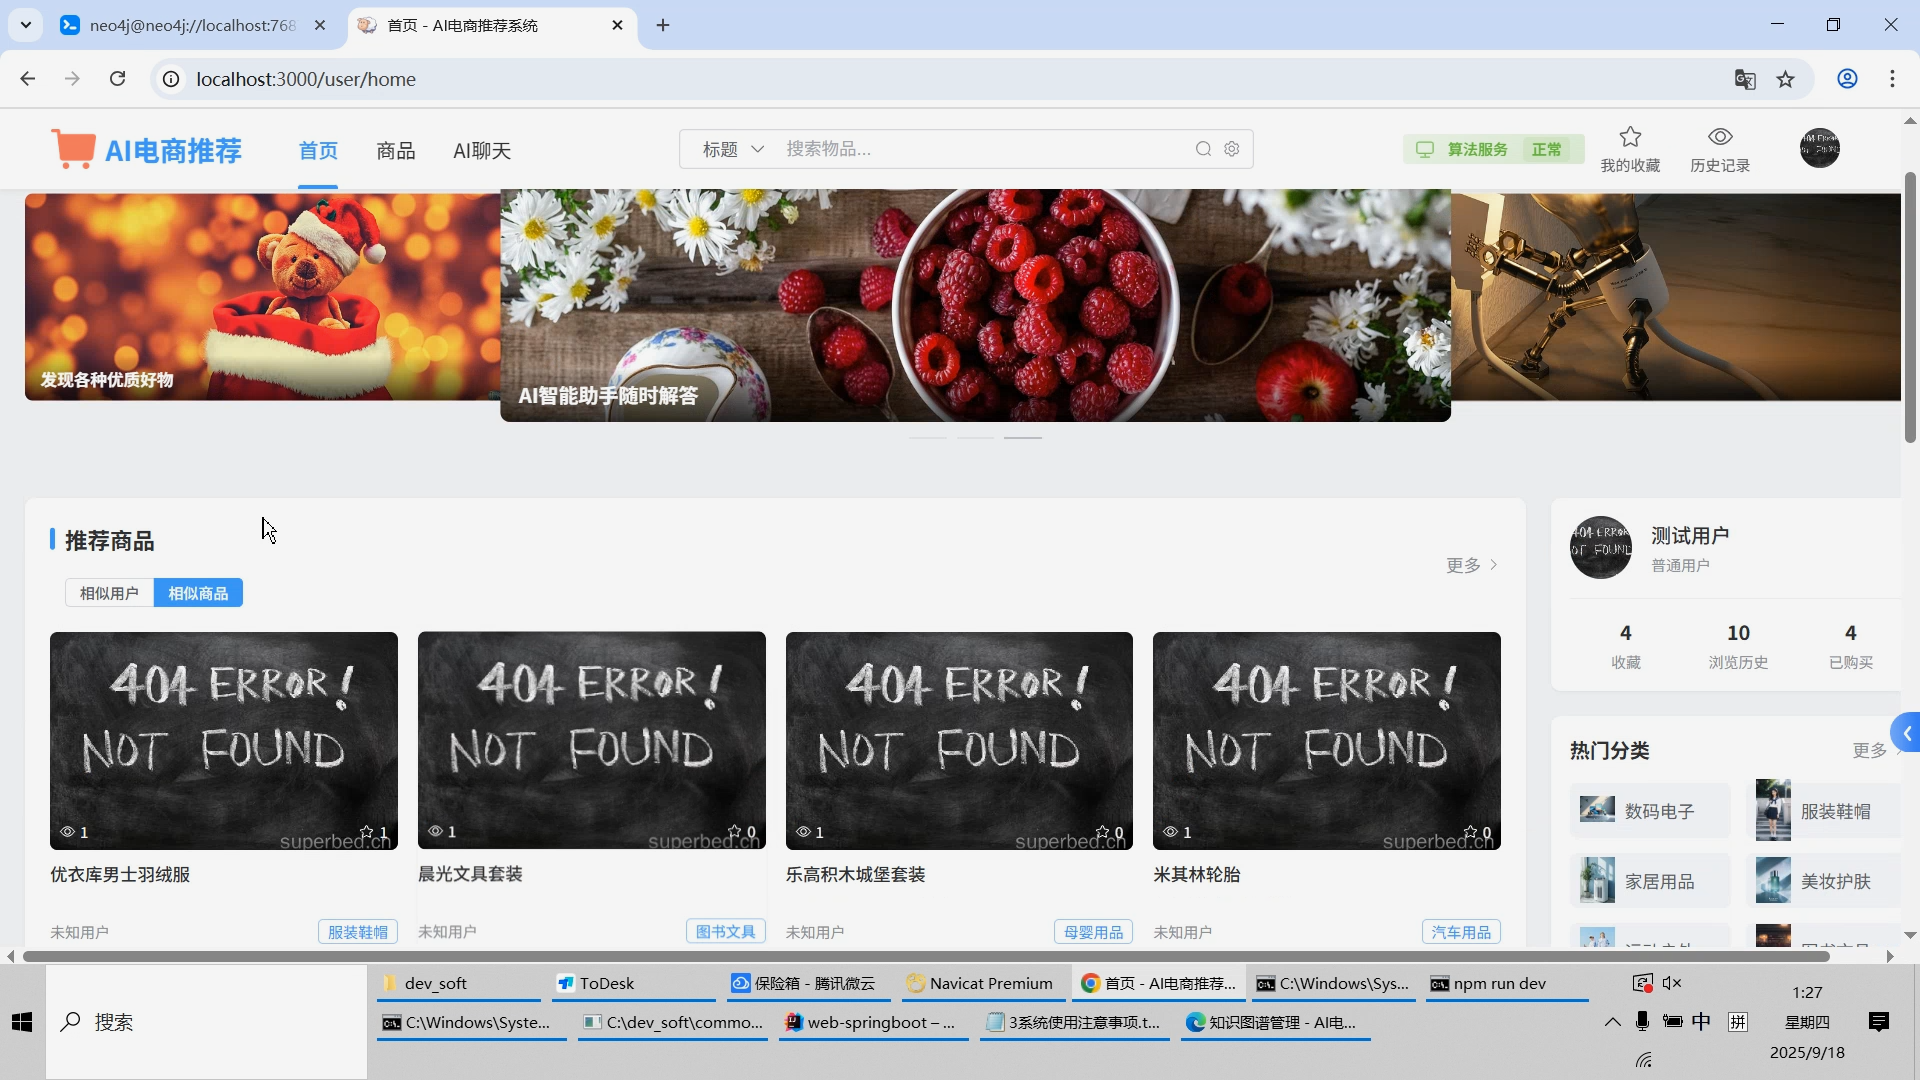 neo4j@neo4j://localhost:768
首页 - AI电商推荐系统
localhost:3000/user/home
AI电商推荐
首页
商品
AI聊天
标题
搜索物品...
算法服务
正常
我的收藏
历史记录
发现各种优质好物
AI智能助手随时解答
推荐商品
更多
相似用户
相似商品
404 ERROR!
NOT FOUND
1
1
superbed.cn
404 ERROR!
NOT FOUND
1
0
superbed.cn
404 ERROR!
NOT FOUND
1
0
superbed.cn
404 ERROR!
NOT FOUND
1
0
superbed.cn
优衣库男士羽绒服
晨光文具套装
乐高积木城堡套装
米其林轮胎
未知用户
服装鞋帽
未知用户
图书文具
未知用户
母婴用品
未知用户
汽车用品
测试用户
普通用户
4
10
4
收藏
浏览历史
已购买
热门分类
更多
数码电子
服装鞋帽
家居用品
美妆护肤
dev_soft
ToDesk
保险箱 - 腾讯微云
Navicat Premium
首页 - AI电商推荐...
C:\Windows\Sys...
npm run dev
搜索
C:\Windows\Syste...
C:\dev_soft\commo...
web-springboot – ...
3系统使用注意事项.t...
知识图谱管理 - AI电...
中
拼
1:27
星期四
2025/9/18